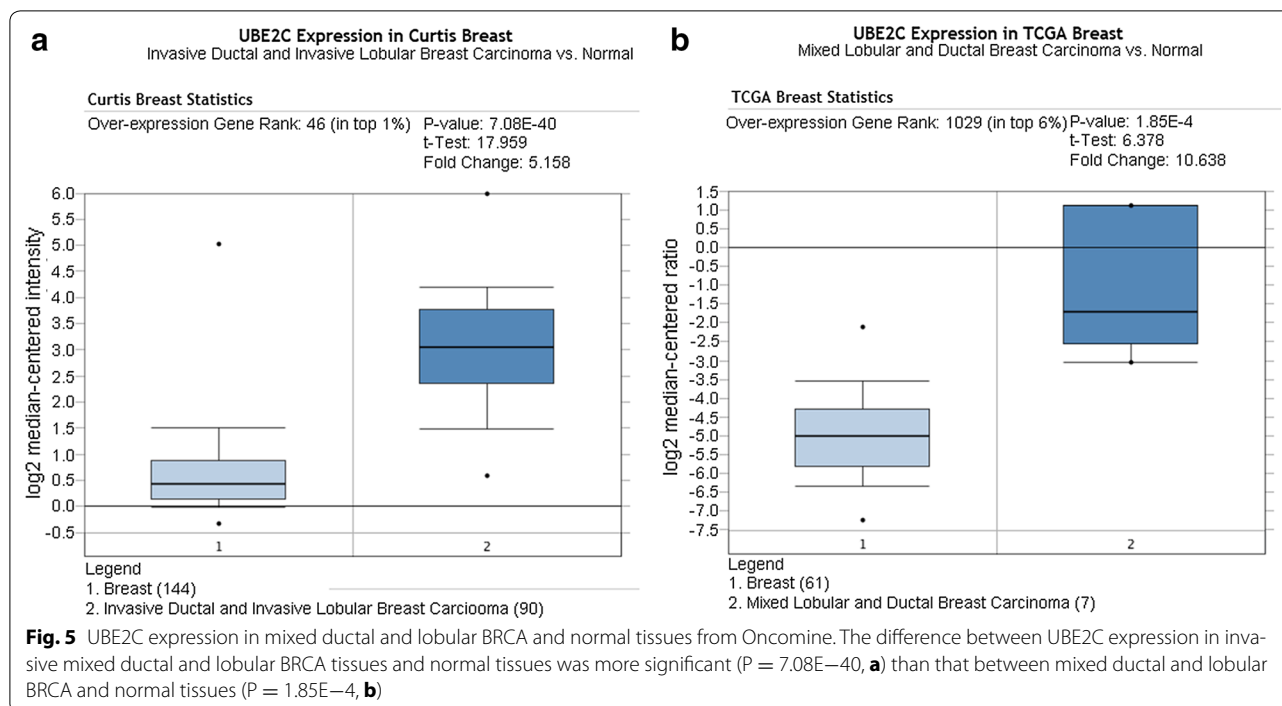 a
UBE2C Expression in Curtis Breast
Invasive Ductal and Invasive Lobular Breast Carcinoma vs. Normal
Curtis Breast Statistics
Over-expression Gene Rank: 46 (in top 1%)
P-value: 7.08E-40
t-Test: 17.959
Fold Change: 5.158
log2 median-centered intensity
6.0
5.5
5.0
4.5
4.0
3.5
3.0
2.5
2.0
1.5
1.0
0.5
0.0
-0.5
1
2
Legend
1. Breast (144)
2. Invasive Ductal and Invasive Lobular Breast Carciooma (90)
b
UBE2C Expression in TCGA Breast
Mixed Lobular and Ductal Breast Carcinoma vs. Normal
TCGA Breast Statistics
Over-expression Gene Rank: 1029 (in top 6%)
P-value: 1.85E-4
t-Test: 6.378
Fold Change: 10.638
log2 median-centered ratio
1.5
1.0
0.5
0.0
-0.5
-1.0
-1.5
-2.0
-2.5
-3.0
-3.5
-4.0
-4.5
-5.0
-5.5
-6.0
-6.5
-7.0
-7.5
1
2
Legend
1. Breast (61)
2. Mixed Lobular and Ductal Breast Carcinoma (7)
Fig. 5 UBE2C expression in mixed ductal and lobular BRCA and normal tissues from Oncomine. The difference between UBE2C expression in inva-
sive mixed ductal and lobular BRCA tissues and normal tissues was more significant (P = 7.08E−40, a) than that between mixed ductal and lobular
BRCA and normal tissues (P = 1.85E−4, b)